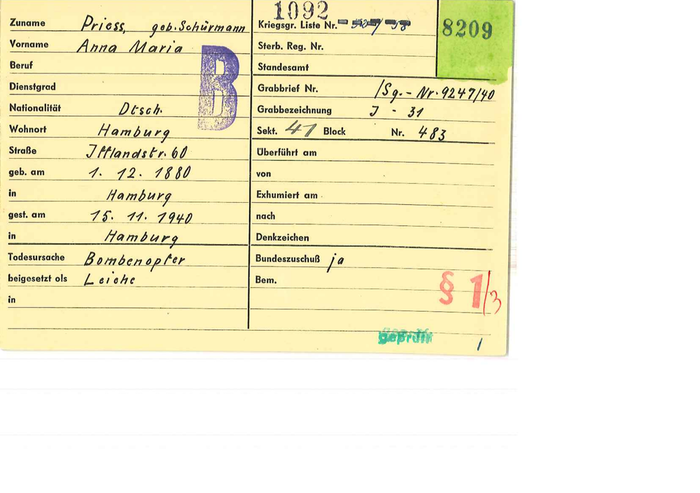 1092
8209
Zuname Priess, geb. Schürmann
Vorname Anna Maria
Beruf
Dienstgrad
Nationalität Dtsch.
Wohnort Hamburg
Straße Ifflandstr. 60
geb. am 1. 12. 1880
in Hamburg
gest. am 15. 11. 1940
in Hamburg
Todesursache Bombenopfer
beigesetzt als Leiche
in
B
Kriegsgr. Liste Nr.
Sterb. Reg. Nr.
Standesamt
Grabbrief Nr. /Sg.-Nr. 9247/40
Grabbezeichnung J - 31
Sekt. 41 Block Nr. 483
Überführt am
von
Exhumiert am
nach
Denkzeichen
Bundeszuschuß ja
Bem.
§ 1/3
geprüft
1